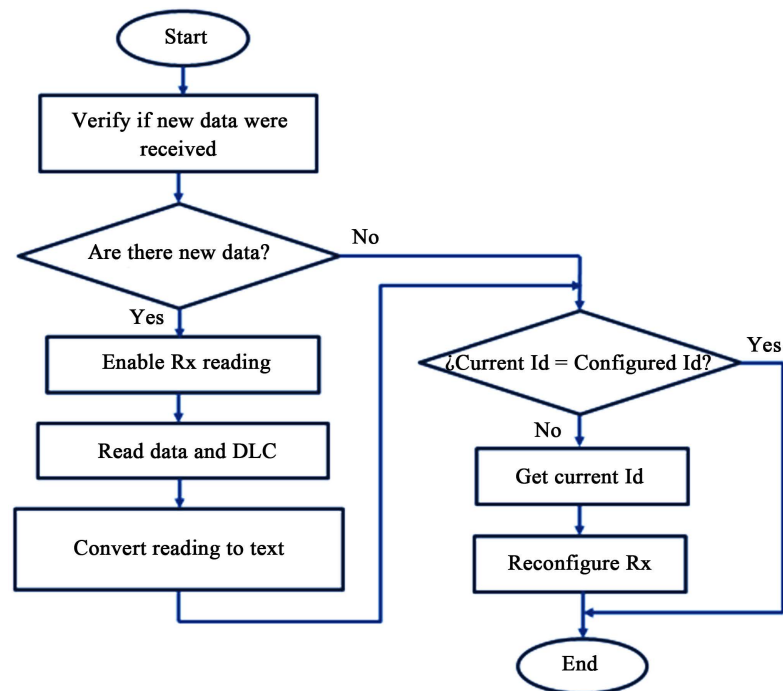 Start
Verify if new data were
received
Are there new data?
No
Yes
Enable Rx reading
Read data and DLC
Convert reading to text
¿Current Id = Configured Id?
Yes
No
Get current Id
Reconfigure Rx
End